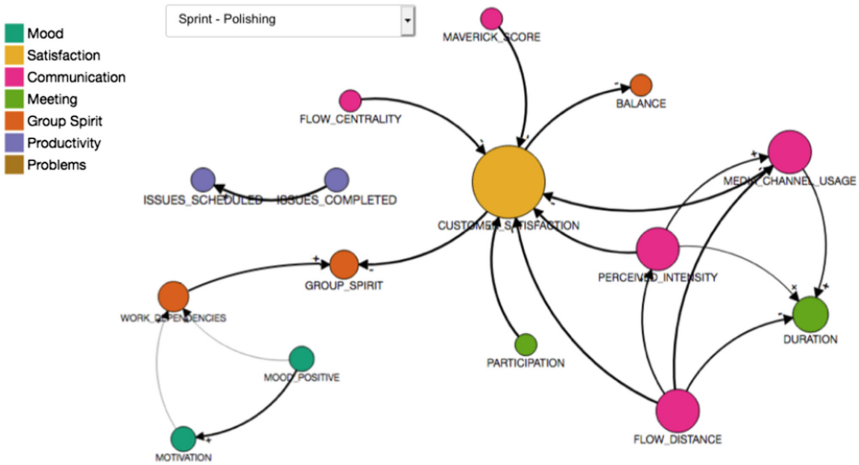 Sprint - Polishing
Mood
Satisfaction
Communication
Meeting
Group Spirit
Productivity
Problems
MAVERICK_SCORE
BALANCE
FLOW_CENTRALITY
MEDIA_CHANNEL_USAGE
ISSUES_SCHEDULED
ISSUES_COMPLETED
CUSTOMER_SATISFACTION
PERCEIVED_INTENSITY
GROUP_SPIRIT
WORK_DEPENDENCIES
DURATION
PARTICIPATION
MOOD_POSITIVE
FLOW_DISTANCE
MOTIVATION